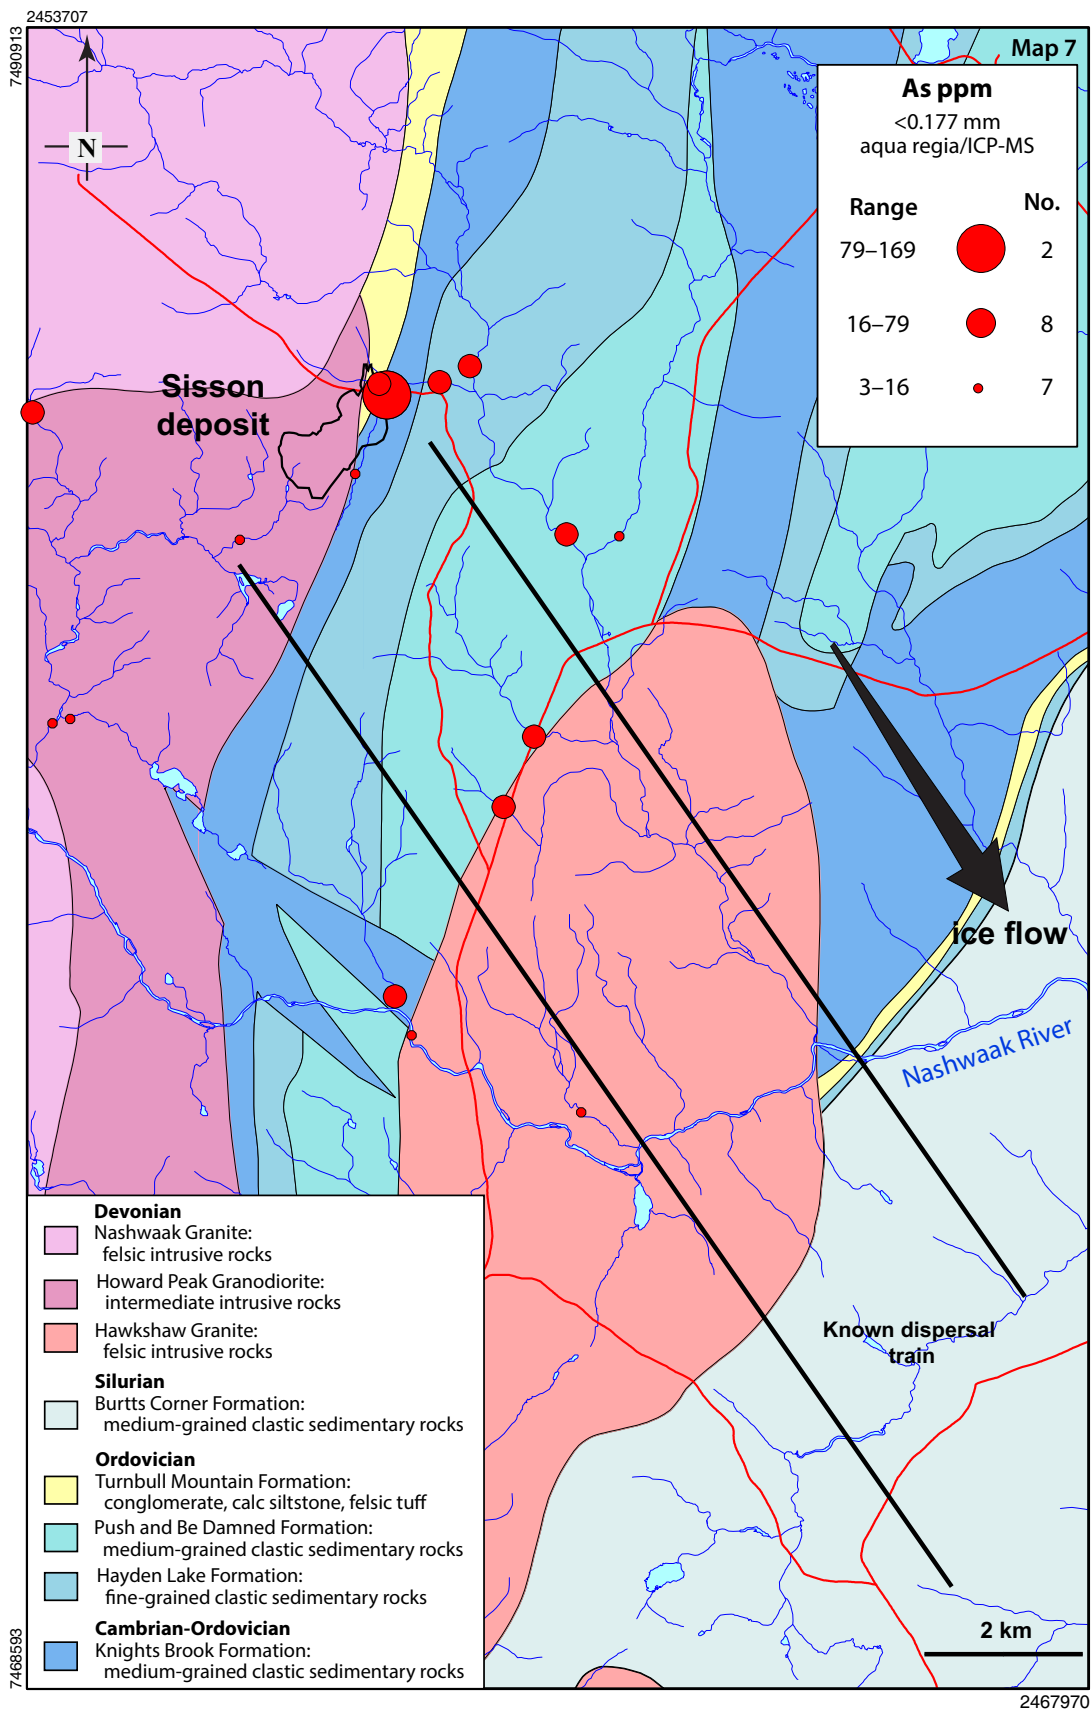 2453707
7490913
Map 7
N
As ppm
<0.177 mm
aqua regia/ICP-MS
Range No.
79–169 2
16–79 8
3–16 7
Sisson
deposit
ice flow
Nashwaak River
Known dispersal
train
Devonian
Nashwaak Granite:
felsic intrusive rocks
Howard Peak Granodiorite:
intermediate intrusive rocks
Hawkshaw Granite:
felsic intrusive rocks
Silurian
Burtts Corner Formation:
medium-grained clastic sedimentary rocks
Ordovician
Turnbull Mountain Formation:
conglomerate, calc siltstone, felsic tuff
Push and Be Damned Formation:
medium-grained clastic sedimentary rocks
Hayden Lake Formation:
fine-grained clastic sedimentary rocks
Cambrian-Ordovician
Knights Brook Formation:
medium-grained clastic sedimentary rocks
2 km
7468593
2467970